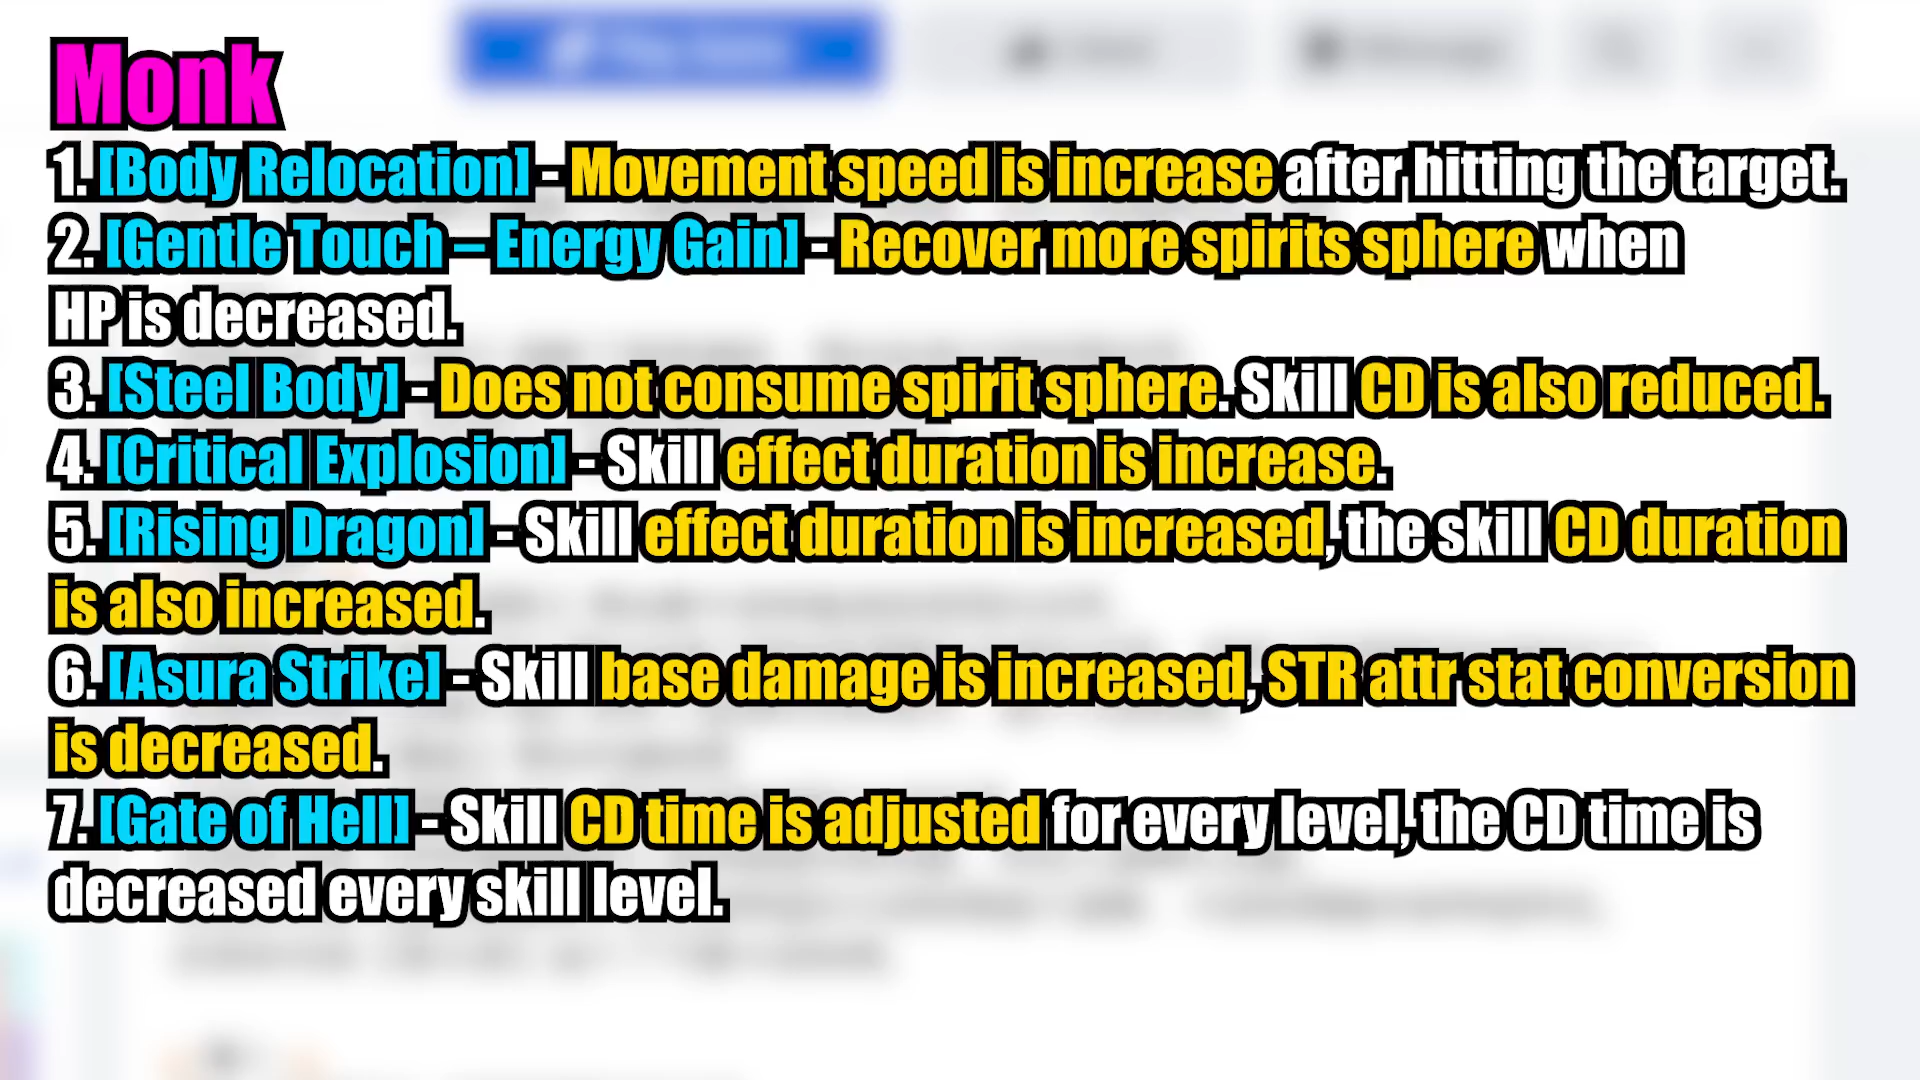 Monk
1. [Body Relocation] - Movement speed is increase after hitting the target.
2. [Gentle Touch – Energy Gain] - Recover more spirits sphere when
HP is decreased.
3. [Steel Body] - Does not consume spirit sphere. Skill CD is also reduced.
4. [Critical Explosion] - Skill effect duration is increase.
5. [Rising Dragon] - Skill effect duration is increased, the skill CD duration
is also increased.
6. [Asura Strike] - Skill base damage is increased, STR attr stat conversion
is decreased.
7. [Gate of Hell] - Skill CD time is adjusted for every level, the CD time is
decreased every skill level.